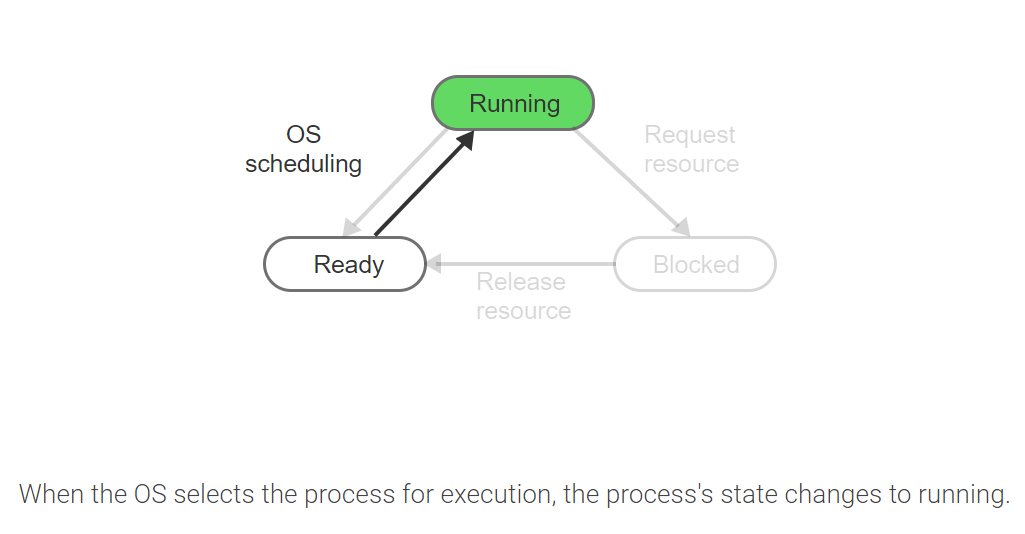 Running
OS
scheduling
Request
resource
Ready
Blocked
Release
resource
When the OS selects the process for execution, the process's state changes to running.